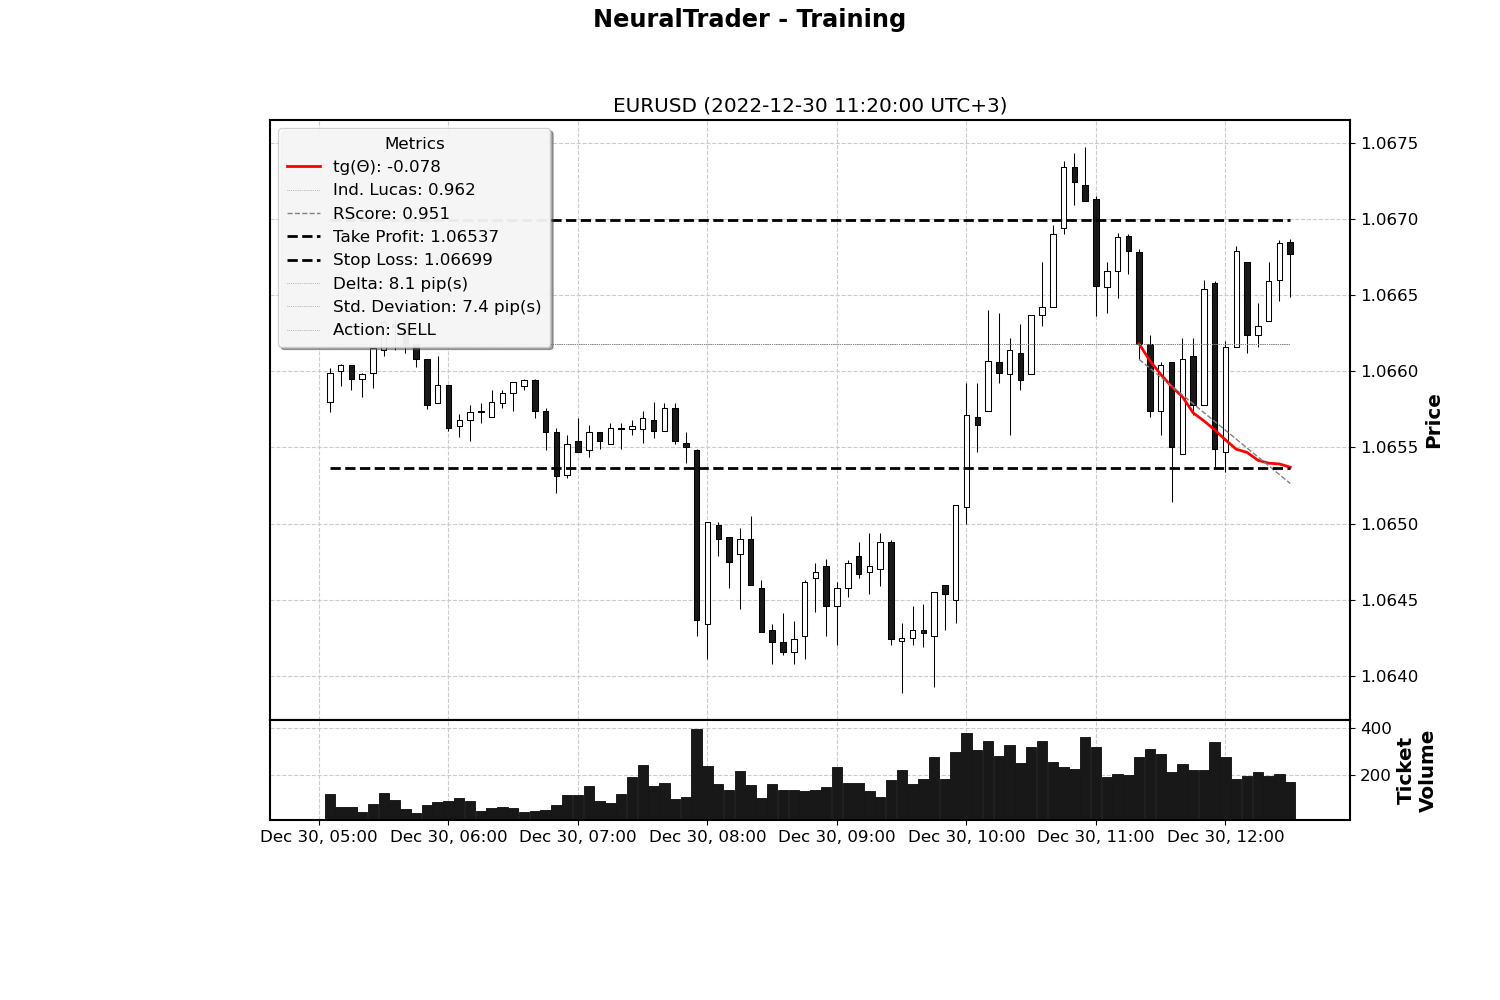 NeuralTrader - Training
EURUSD (2022-12-30 11:20:00 UTC+3)
Metrics
tg(Θ): -0.078
Ind. Lucas: 0.962
RScore: 0.951
Take Profit: 1.06537
Stop Loss: 1.06699
Delta: 8.1 pip(s)
Std. Deviation: 7.4 pip(s)
Action: SELL
1.0675
1.0670
1.0665
1.0660
1.0655
1.0650
1.0645
1.0640
Price
400
200
Ticket
Volume
Dec 30, 05:00 Dec 30, 06:00 Dec 30, 07:00 Dec 30, 08:00 Dec 30, 09:00 Dec 30, 10:00 Dec 30, 11:00 Dec 30, 12:00